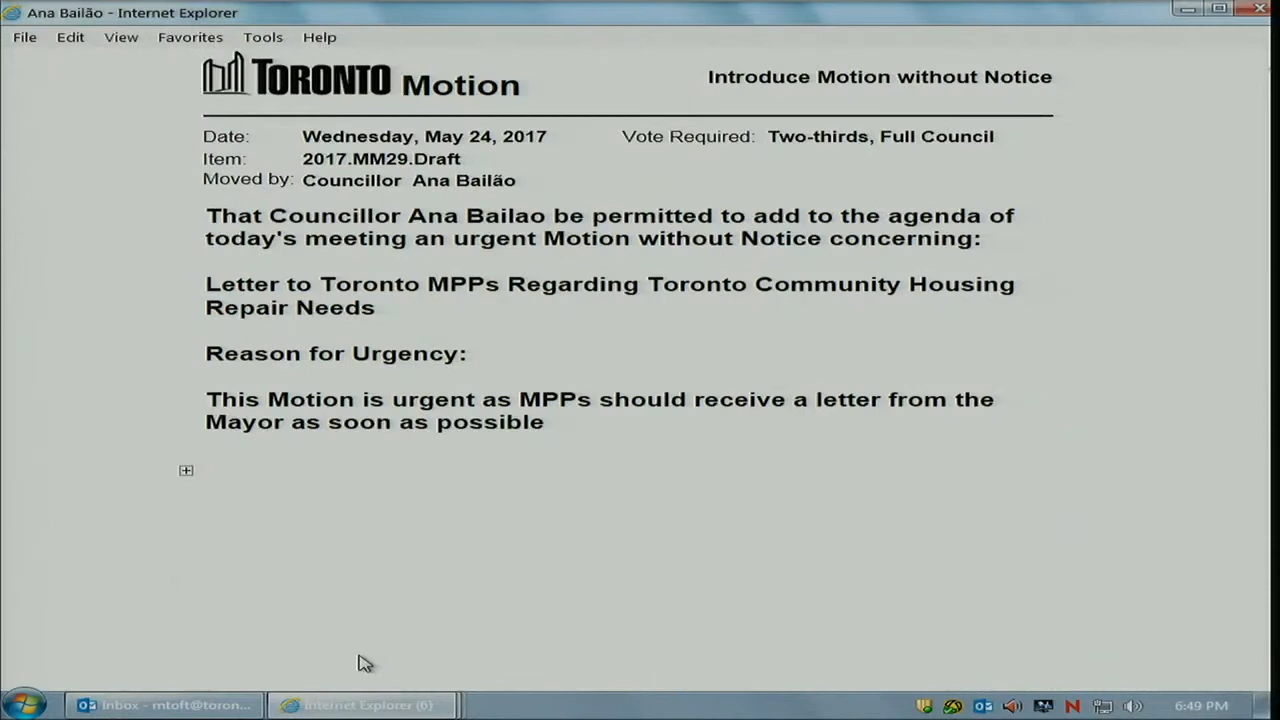 Ana Bailão - Internet Explorer
File Edit View Favorites Tools Help
TORONTO Motion
Introduce Motion without Notice
Date: Wednesday, May 24, 2017 Vote Required: Two-thirds, Full Council
Item: 2017.MM29.Draft
Moved by: Councillor Ana Bailão
That Councillor Ana Bailao be permitted to add to the agenda of
today's meeting an urgent Motion without Notice concerning:
Letter to Toronto MPPs Regarding Toronto Community Housing
Repair Needs
Reason for Urgency:
This Motion is urgent as MPPs should receive a letter from the
Mayor as soon as possible
Inbox - mtoft@toron... Internet Explorer (6) 6:49 PM